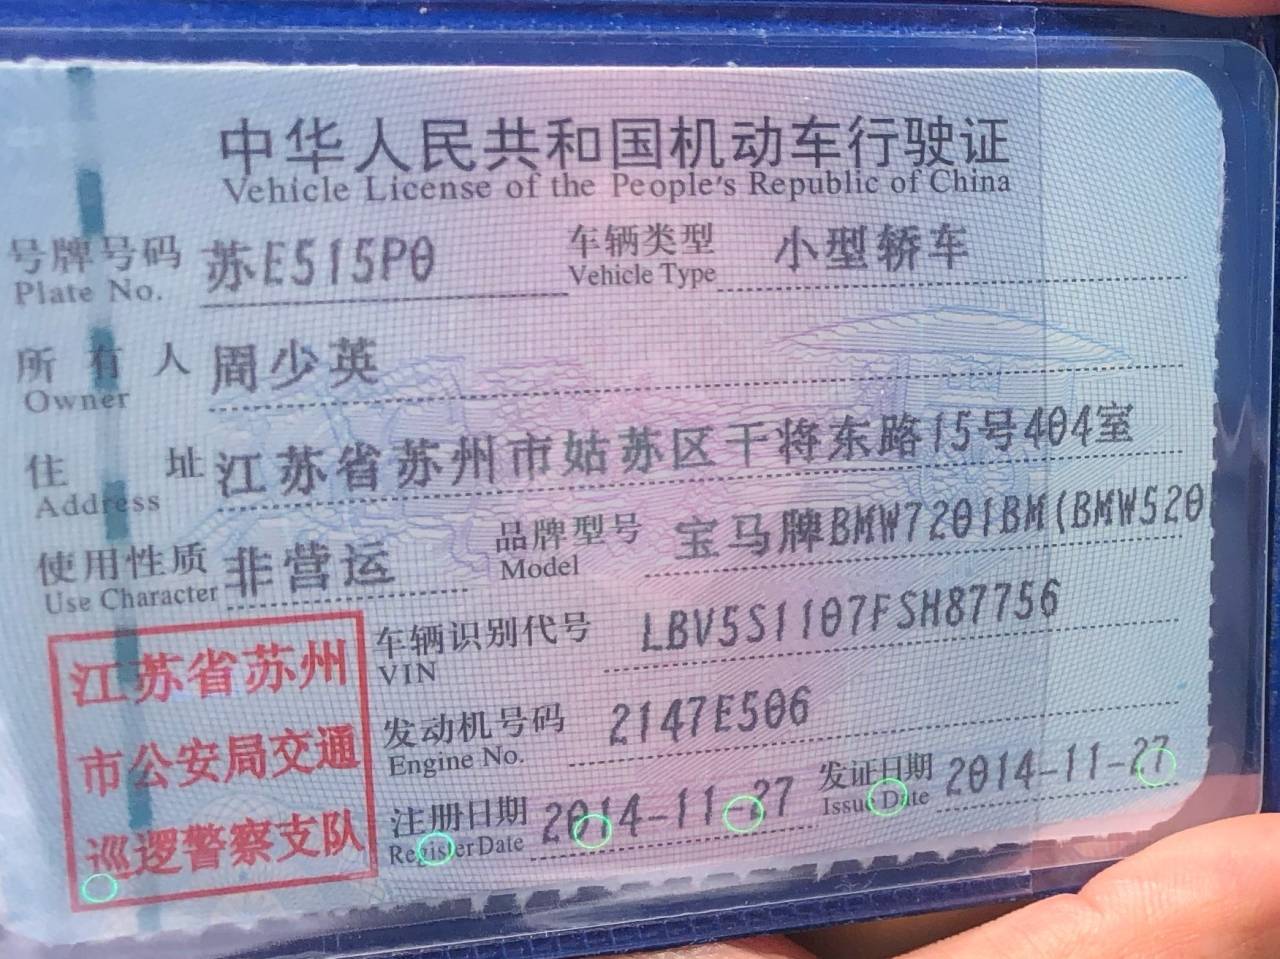 中华人民共和国机动车行驶证
Vehicle License of the People's Republic of China
号牌号码 苏E515P0 车辆类型 小型轿车
Plate No. Vehicle Type
所有人 周少英
Owner
住址 江苏省苏州市姑苏区干将东路15号404室
Address
使用性质 非营运 品牌型号 宝马牌BMW7201BM(BMW520
Use Character Model
江苏省苏州
市公安局交通
巡逻警察支队
车辆识别代号 LBV5S1107FSH87756
VIN
发动机号码 2147E506
Engine No.
注册日期 2014-11-27 发证日期 2014-11-27
Register Date Issue Date